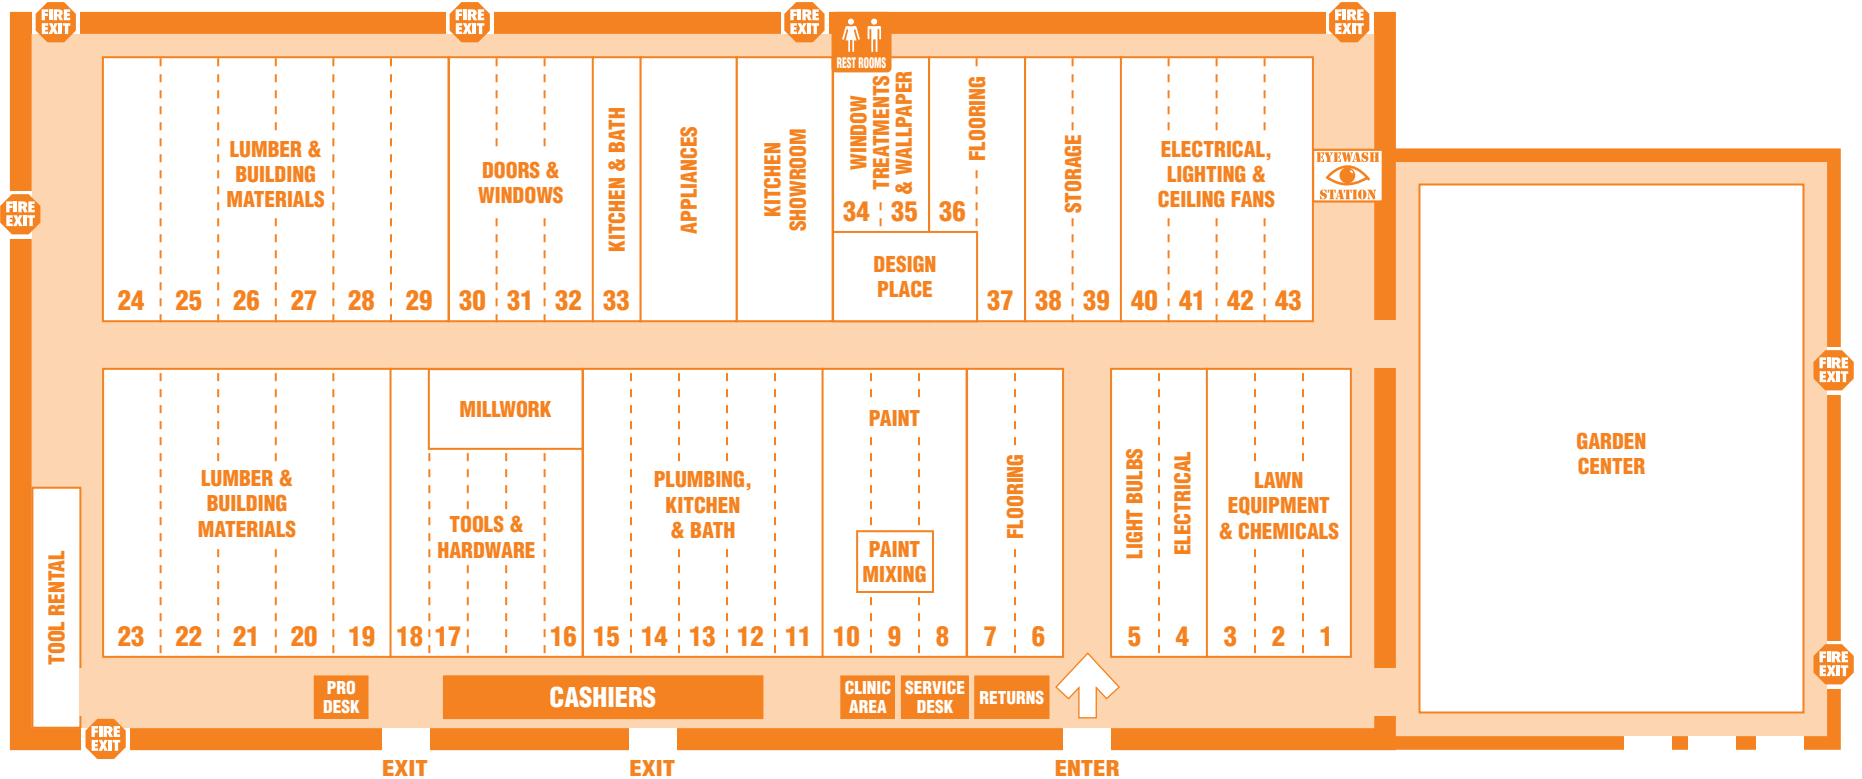 FIRE
EXIT
FIRE
EXIT
FIRE
EXIT
FIRE
EXIT
REST ROOMS
LUMBER &
BUILDING
MATERIALS
DOORS &
WINDOWS
KITCHEN & BATH
APPLIANCES
KITCHEN
SHOWROOM
WINDOW
TREATMENTS
& WALLPAPER
FLOORING
STORAGE
ELECTRICAL,
LIGHTING &
CEILING FANS
EYEWASH
STATION
FIRE
EXIT
34 35 36
DESIGN
PLACE
24 25 26 27 28 29 30 31 32 33 37 38 39 40 41 42 43
LUMBER &
BUILDING
MATERIALS
MILLWORK
TOOLS &
HARDWARE
PLUMBING,
KITCHEN
& BATH
PAINT
PAINT
MIXING
FLOORING
LIGHT BULBS
ELECTRICAL
LAWN
EQUIPMENT
& CHEMICALS
GARDEN
CENTER
FIRE
EXIT
TOOL RENTAL
23 22 21 20 19 18 17 16 15 14 13 12 11 10 9 8 7 6 5 4 3 2 1
FIRE
EXIT
PRO
DESK
CASHIERS
CLINIC
AREA
SERVICE
DESK
RETURNS
FIRE
EXIT
EXIT
EXIT
ENTER